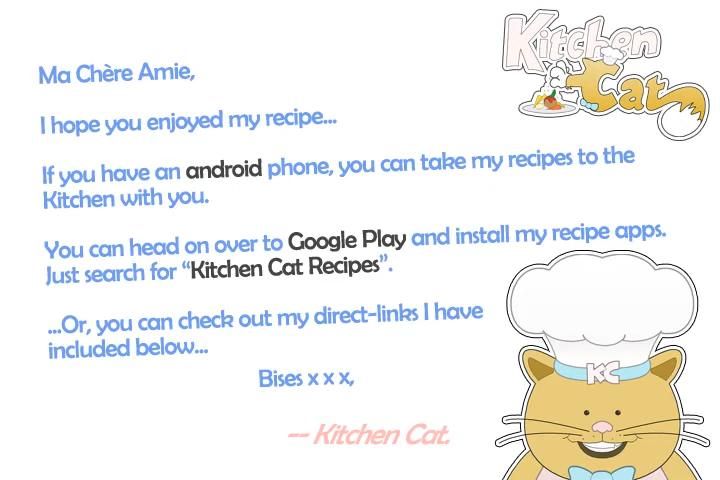 Kitchen
Cat
Ma Chère Amie,
I hope you enjoyed my recipe...
If you have an android phone, you can take my recipes to the
Kitchen with you.
You can head on over to Google Play and install my recipe apps.
Just search for “Kitchen Cat Recipes”.
...Or, you can check out my direct-links I have
included below...
Bises x x x,
-- Kitchen Cat.
KC